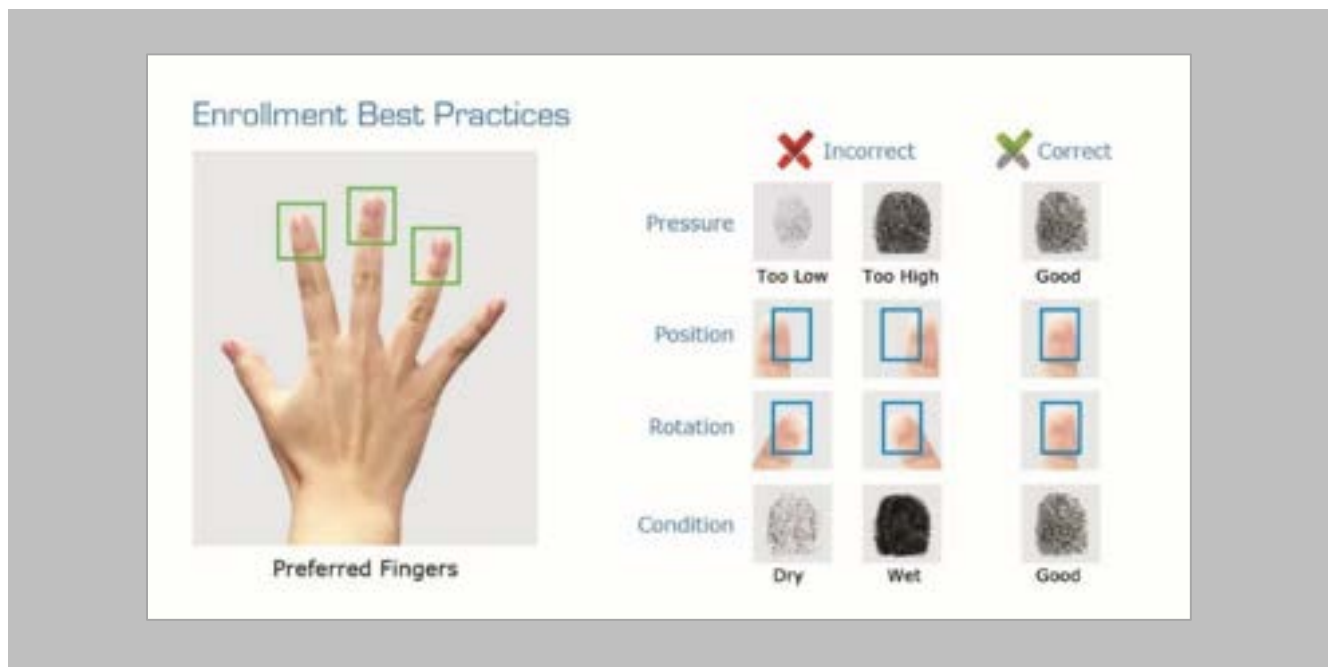 Enrollment Best Practices
Incorrect
Correct
Pressure
Too Low
Too High
Good
Position
Rotation
Condition
Dry
Wet
Good
Preferred Fingers